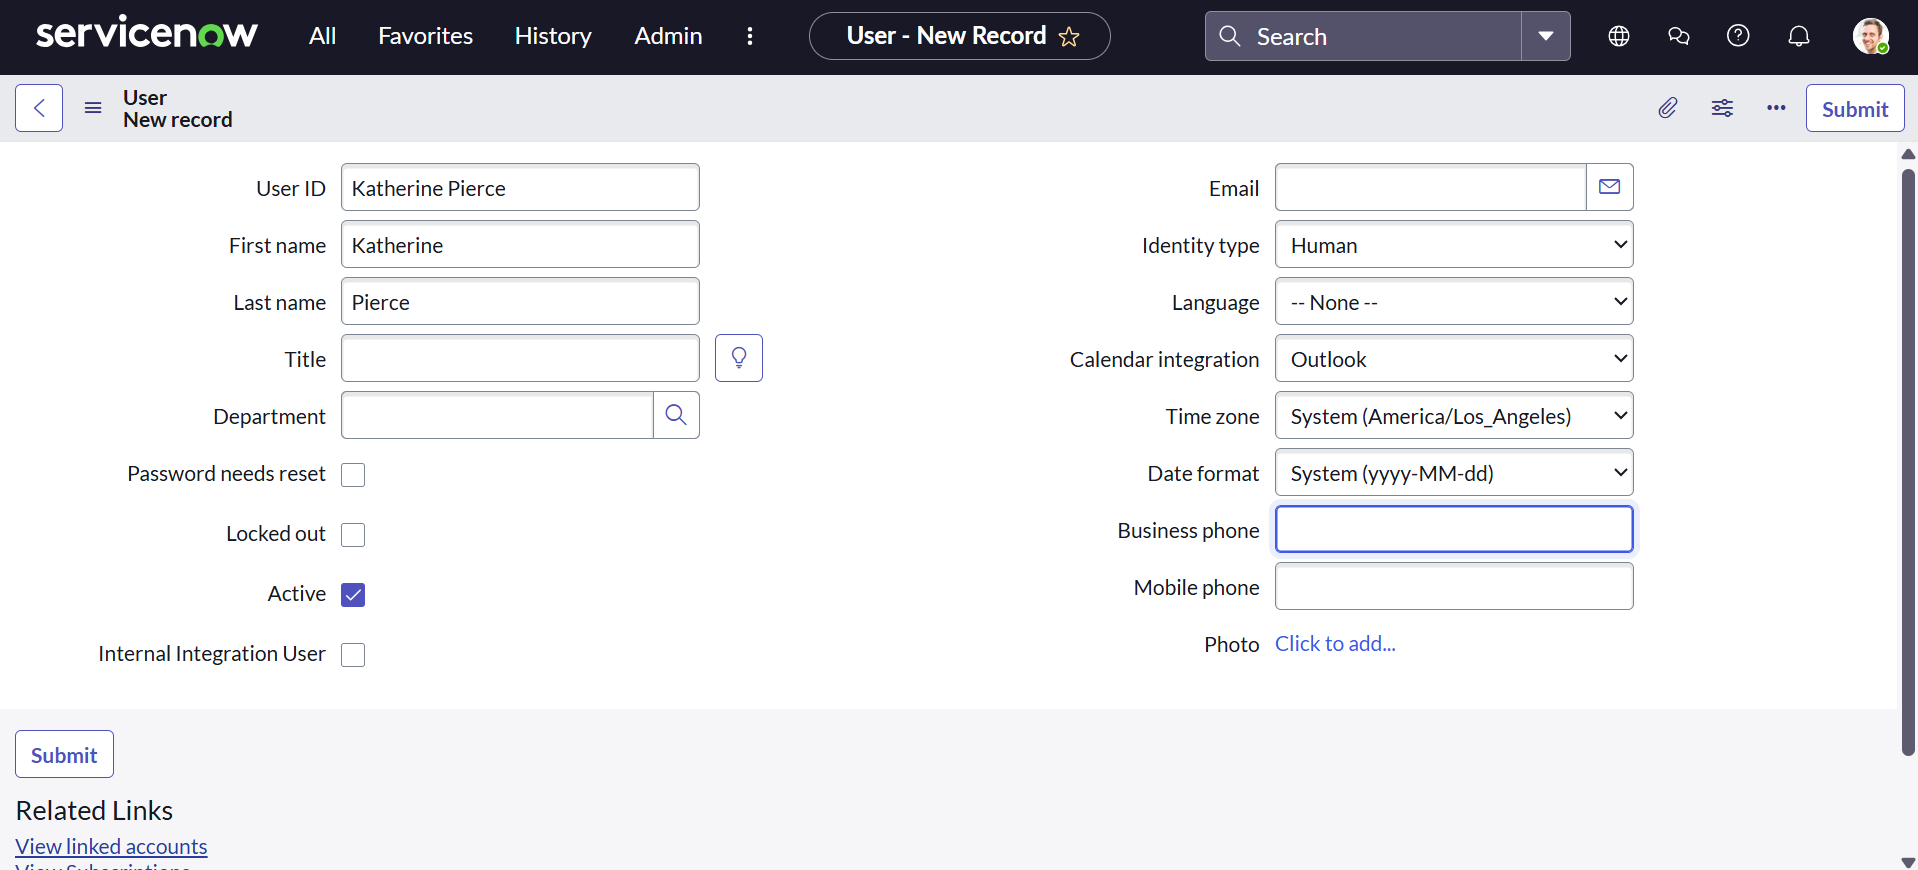 servicenow
All
Favorites
History
Admin
User - New Record
Search
User
New record
Submit
User ID
Katherine Pierce
First name
Katherine
Last name
Pierce
Title
Department
Password needs reset
Locked out
Active
Internal Integration User
Email
Identity type
Human
Language
-- None --
Calendar integration
Outlook
Time zone
System (America/Los_Angeles)
Date format
System (yyyy-MM-dd)
Business phone
Mobile phone
Photo
Click to add...
Submit
Related Links
View linked accounts
View Subscriptions